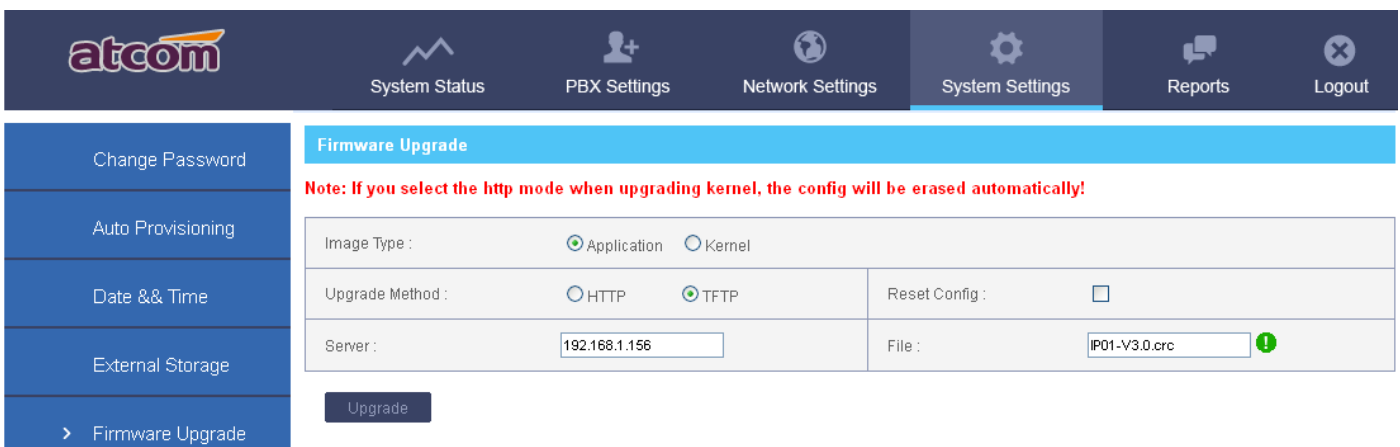 atcom
System Status
PBX Settings
Network Settings
System Settings
Reports
Logout
Change Password
Auto Provisioning
Date && Time
External Storage
> Firmware Upgrade
Firmware Upgrade
Note: If you select the http mode when upgrading kernel, the config will be erased automatically!
Image Type : Application Kernel
Upgrade Method : HTTP TFTP Reset Config :
Server : 192.168.1.156 File : IP01-V3.0.crc
Upgrade